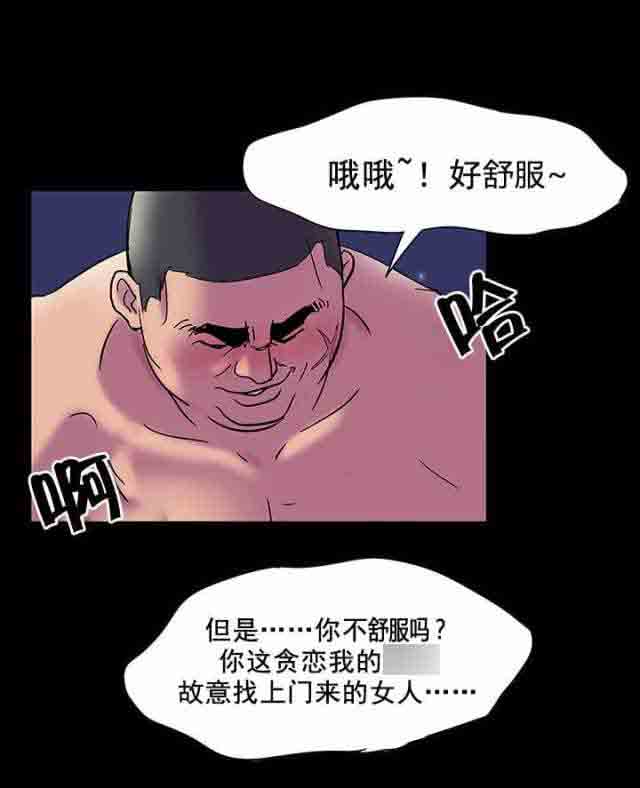 哦哦~！好舒服~
哈
啊
但是……你不舒服吗？
你这贪恋我的
故意找上门来的女人……